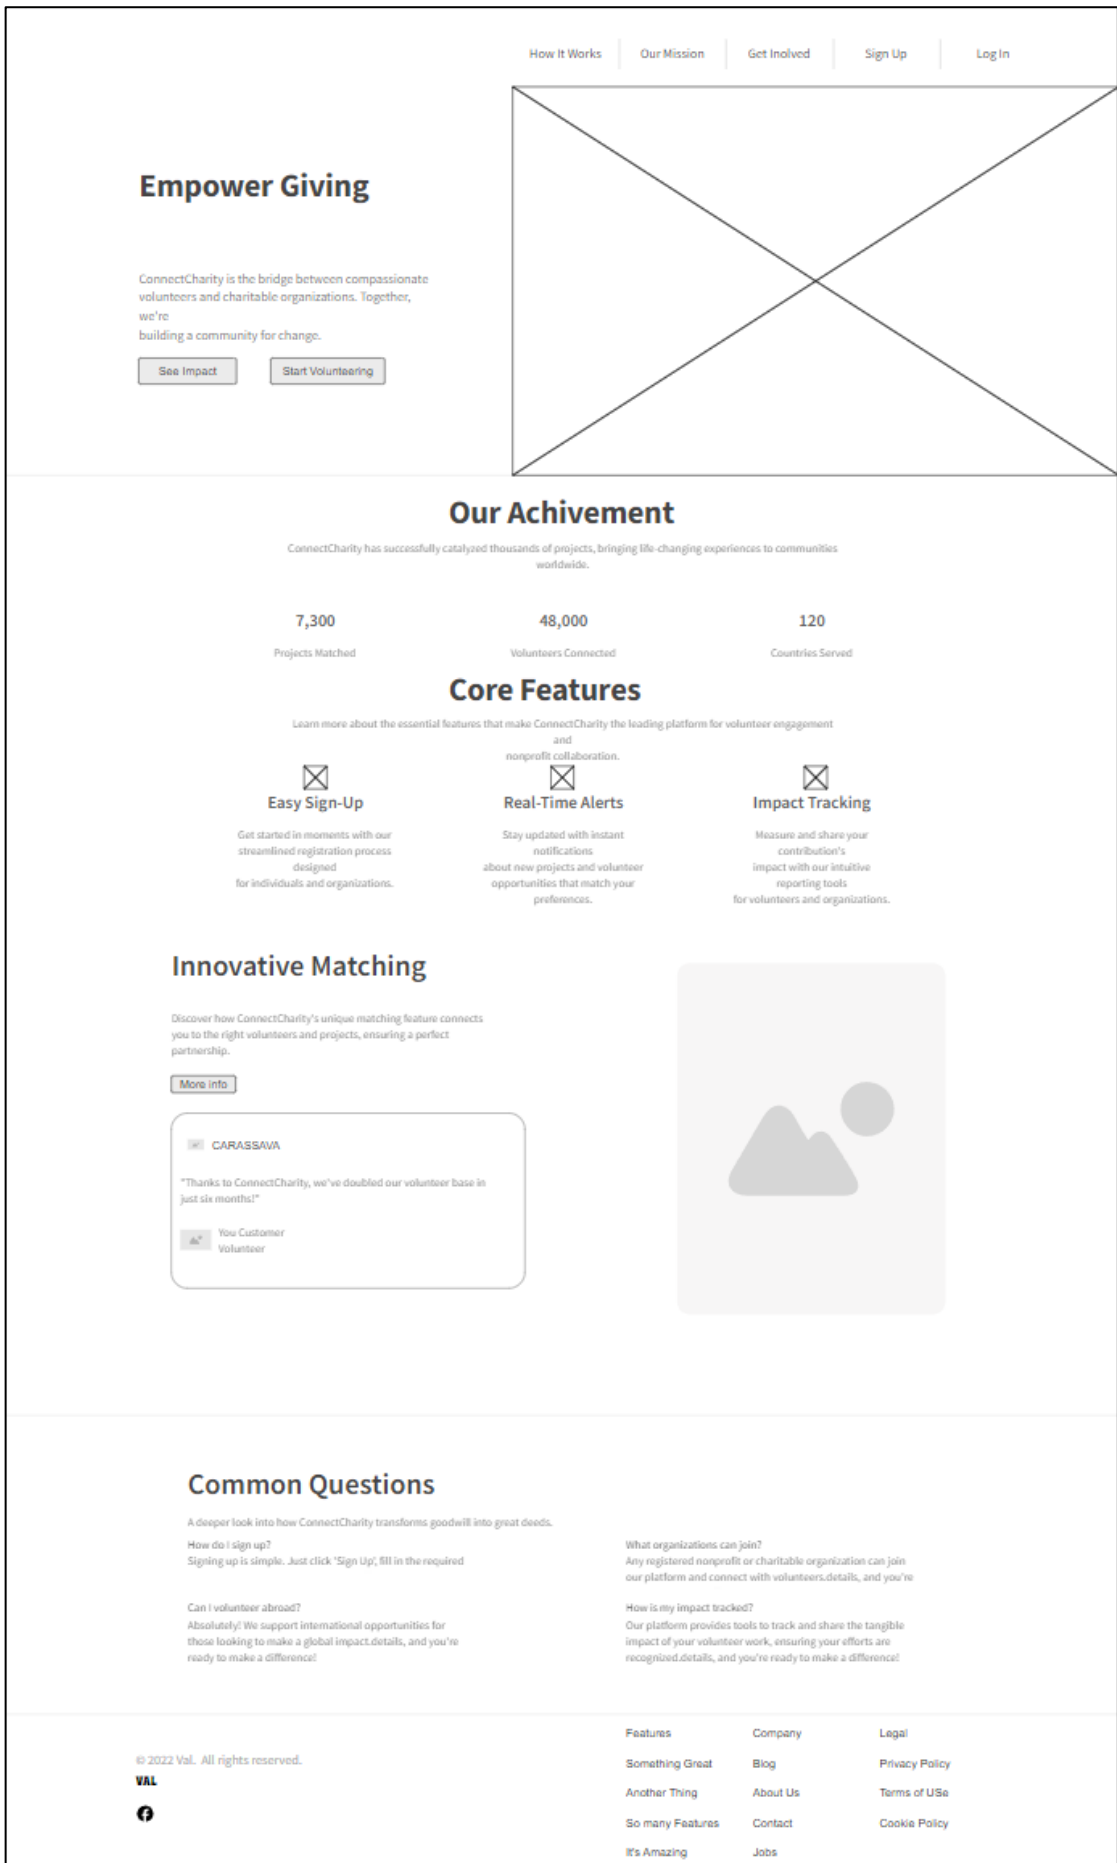 How It Works
Our Mission
Get Inolved
Sign Up
Log In
Empower Giving
ConnectCharity is the bridge between compassionate
volunteers and charitable organizations. Together,
we're
building a community for change.
See Impact
Start Volunteering
Our Achivement
ConnectCharity has successfully catalyzed thousands of projects, bringing life-changing experiences to communities
worldwide.
7,300
Projects Matched
48,000
Volunteers Connected
120
Countries Served
Core Features
Learn more about the essential features that make ConnectCharity the leading platform for volunteer engagement
and
nonprofit collaboration.
Easy Sign-Up
Get started in moments with our
streamlined registration process
designed
for individuals and organizations.
Real-Time Alerts
Stay updated with instant
notifications
about new projects and volunteer
opportunities that match your
preferences.
Impact Tracking
Measure and share your
contribution's
impact with our intuitive
reporting tools
for volunteers and organizations.
Innovative Matching
Discover how ConnectCharity's unique matching feature connects
you to the right volunteers and projects, ensuring a perfect
partnership.
More info
CARASSAVA
"Thanks to ConnectCharity, we've doubled our volunteer base in
just six months!"
You Customer
Volunteer
Common Questions
A deeper look into how ConnectCharity transforms goodwill into great deeds.
How do I sign up?
Signing up is simple. Just click 'Sign Up', fill in the required
What organizations can join?
Any registered nonprofit or charitable organization can join
our platform and connect with volunteers.details, and you're
Can I volunteer abroad?
Absolutely! We support international opportunities for
those looking to make a global impact.details, and you're
ready to make a difference!
How is my impact tracked?
Our platform provides tools to track and share the tangible
impact of your volunteer work, ensuring your efforts are
recognized.details, and you're ready to make a difference!
© 2022 Val. All rights reserved.
VAL
Features
Something Great
Another Thing
So many Features
It's Amazing
Company
Blog
About Us
Contact
Jobs
Legal
Privacy Policy
Terms of USe
Cookie Policy